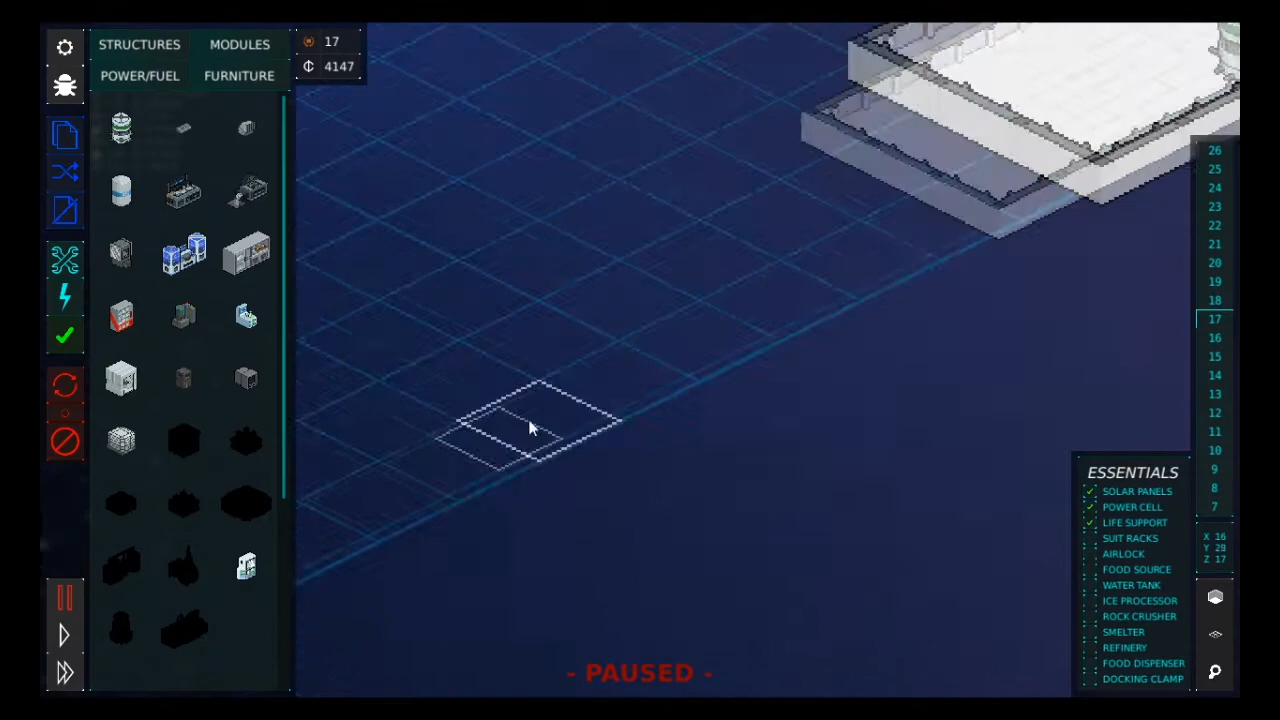 STRUCTURES MODULES
POWER/FUEL FURNITURE
17
4147
26
25
24
23
22
21
20
19
18
17
16
15
14
13
12
11
10
9
8
7
X 16
Y 29
Z 17
ESSENTIALS
SOLAR PANELS
POWER CELL
LIFE SUPPORT
SUIT RACKS
AIRLOCK
FOOD SOURCE
WATER TANK
ICE PROCESSOR
ROCK CRUSHER
SMELTER
REFINERY
FOOD DISPENSER
DOCKING CLAMP
- PAUSED -